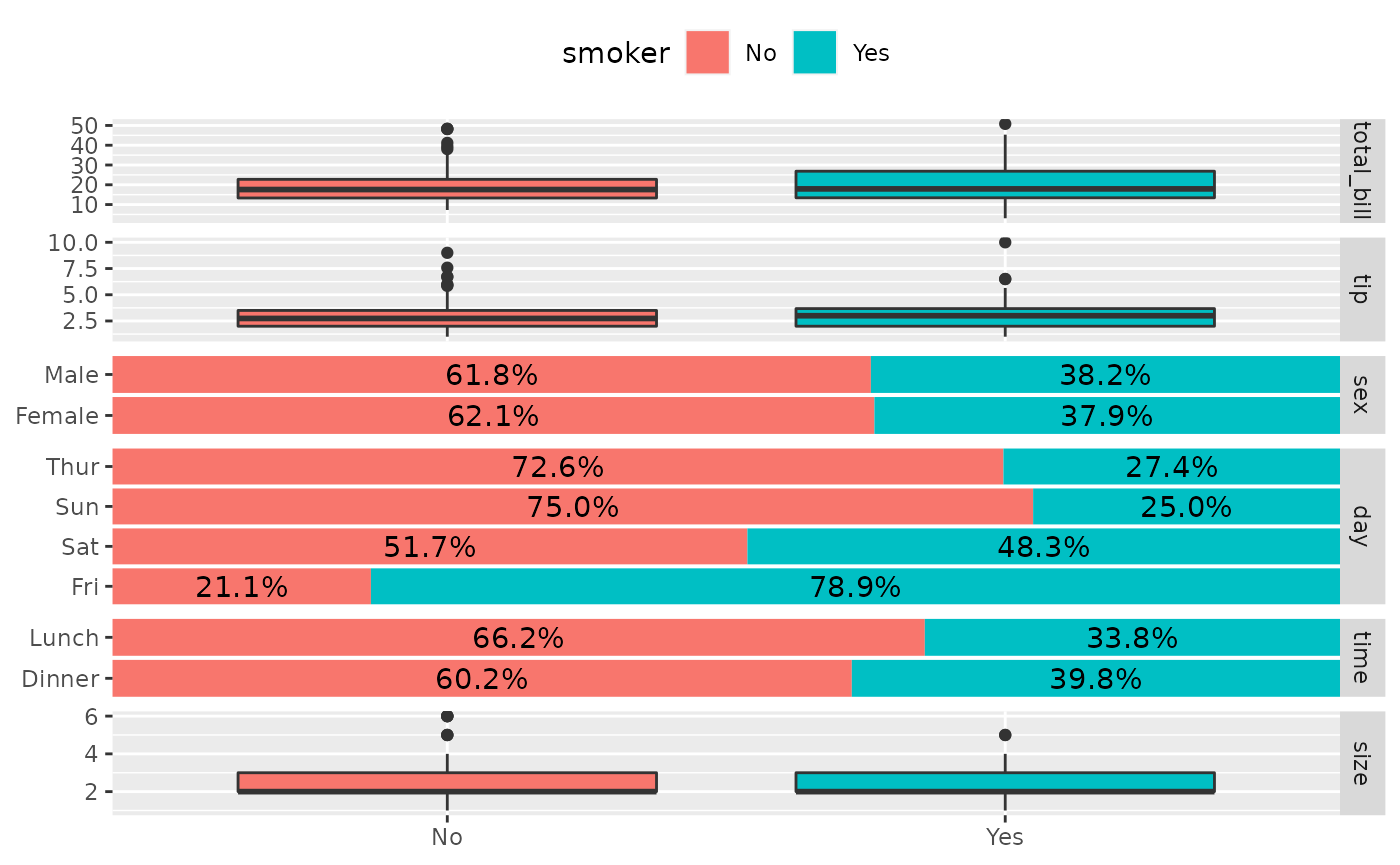 smoker No Yes
50
40
30
20
10
total_bill
10.0
7.5
5.0
2.5
tip
Male 61.8% 38.2%
Female 62.1% 37.9%
sex
Thur 72.6% 27.4%
Sun 75.0% 25.0%
Sat 51.7% 48.3%
Fri 21.1% 78.9%
day
Lunch 66.2% 33.8%
Dinner 60.2% 39.8%
time
6
4
2
size
No Yes